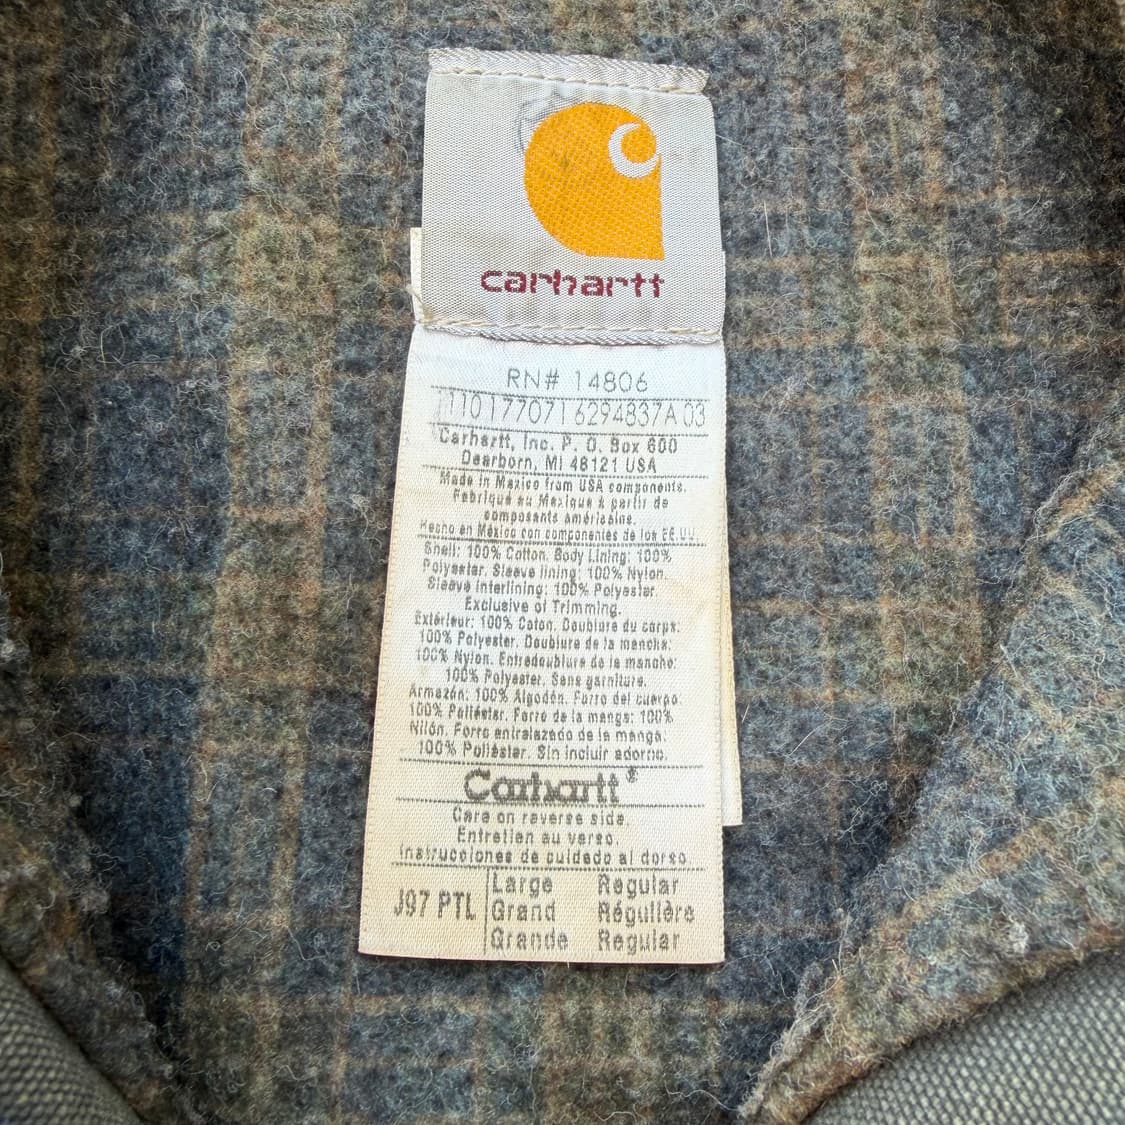 carhartt
RN# 14806
1101770716294837A 03
Carhartt, Inc. P. O. Box 600
Dearborn, MI 48121 USA
Made in Mexico from USA components.
Fabriqué au Mexique à partir de
composants américains.
Hecho en México con componentes de los EE.UU.
Shell: 100% Cotton. Body Lining: 100%
Polyester. Sleeve lining: 100% Nylon.
Sleeve Interlining: 100% Polyester.
Exclusive of Trimming.
Extérieur: 100% Coton. Doublure du corps:
100% Polyester. Doublure de la manche:
100% Nylon. Entredoublure de la manche:
100% Polyester. Sans garniture.
Armazón: 100% Algodón. Forro del cuerpo
100% Poliéster. Forro de la manga: 100%
Nilón. Forro entralazado de la manga.
100% Poliéster. Sin incluir adorno.
Carhartt®
Care on reverse side.
Entretien au verso.
Instrucciones de cuidado al dorso.
J97 PTL Large Regular
Grand Régulière
Grande Regular